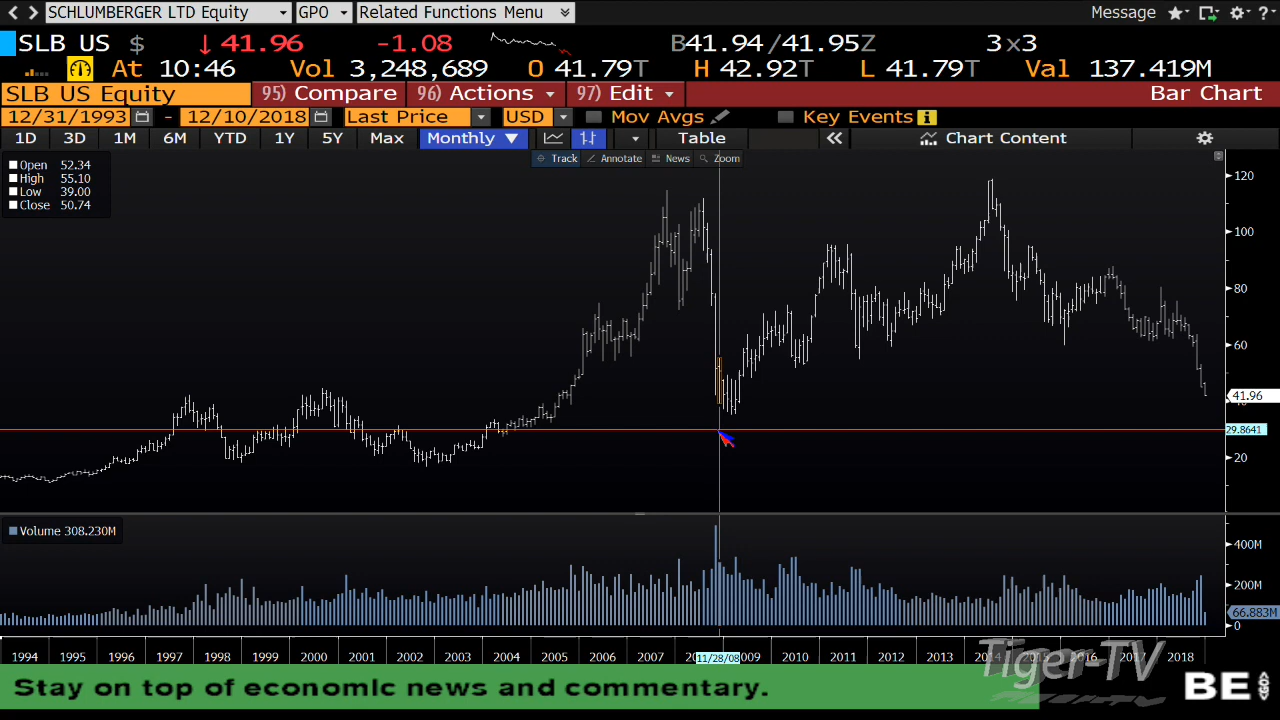 SCHLUMBERGER LTD Equity GPO Related Functions Menu Message ?
SLB US $ ↓ 41.96 -1.08 B41.94/41.95Z 3x3
At 10:46 Vol 3,248,689 O 41.79T H 42.92T L 41.79T Val 137.419M
SLB US Equity 95) Compare 96) Actions 97) Edit Bar Chart
12/31/1993 - 12/10/2018 Last Price USD Mov Avgs Key Events
1D 3D 1M 6M YTD 1Y 5Y Max Monthly ▼ Table « Chart Content
Track Annotate News Zoom
Open 52.34
High 55.10
Low 39.00
Close 50.74
120
100
80
60
41.96
29.8641
20
Volume 308.230M
400M
200M
66.883M
0
1994 1995 1996 1997 1998 1999 2000 2001 2002 2003 2004 2005 2006 2007 11/28/08 2010 2011 2012 2013 2014 2015 2016 2017 2018
Tiger-TV
Stay on top of economic news and commentary.
BE GO